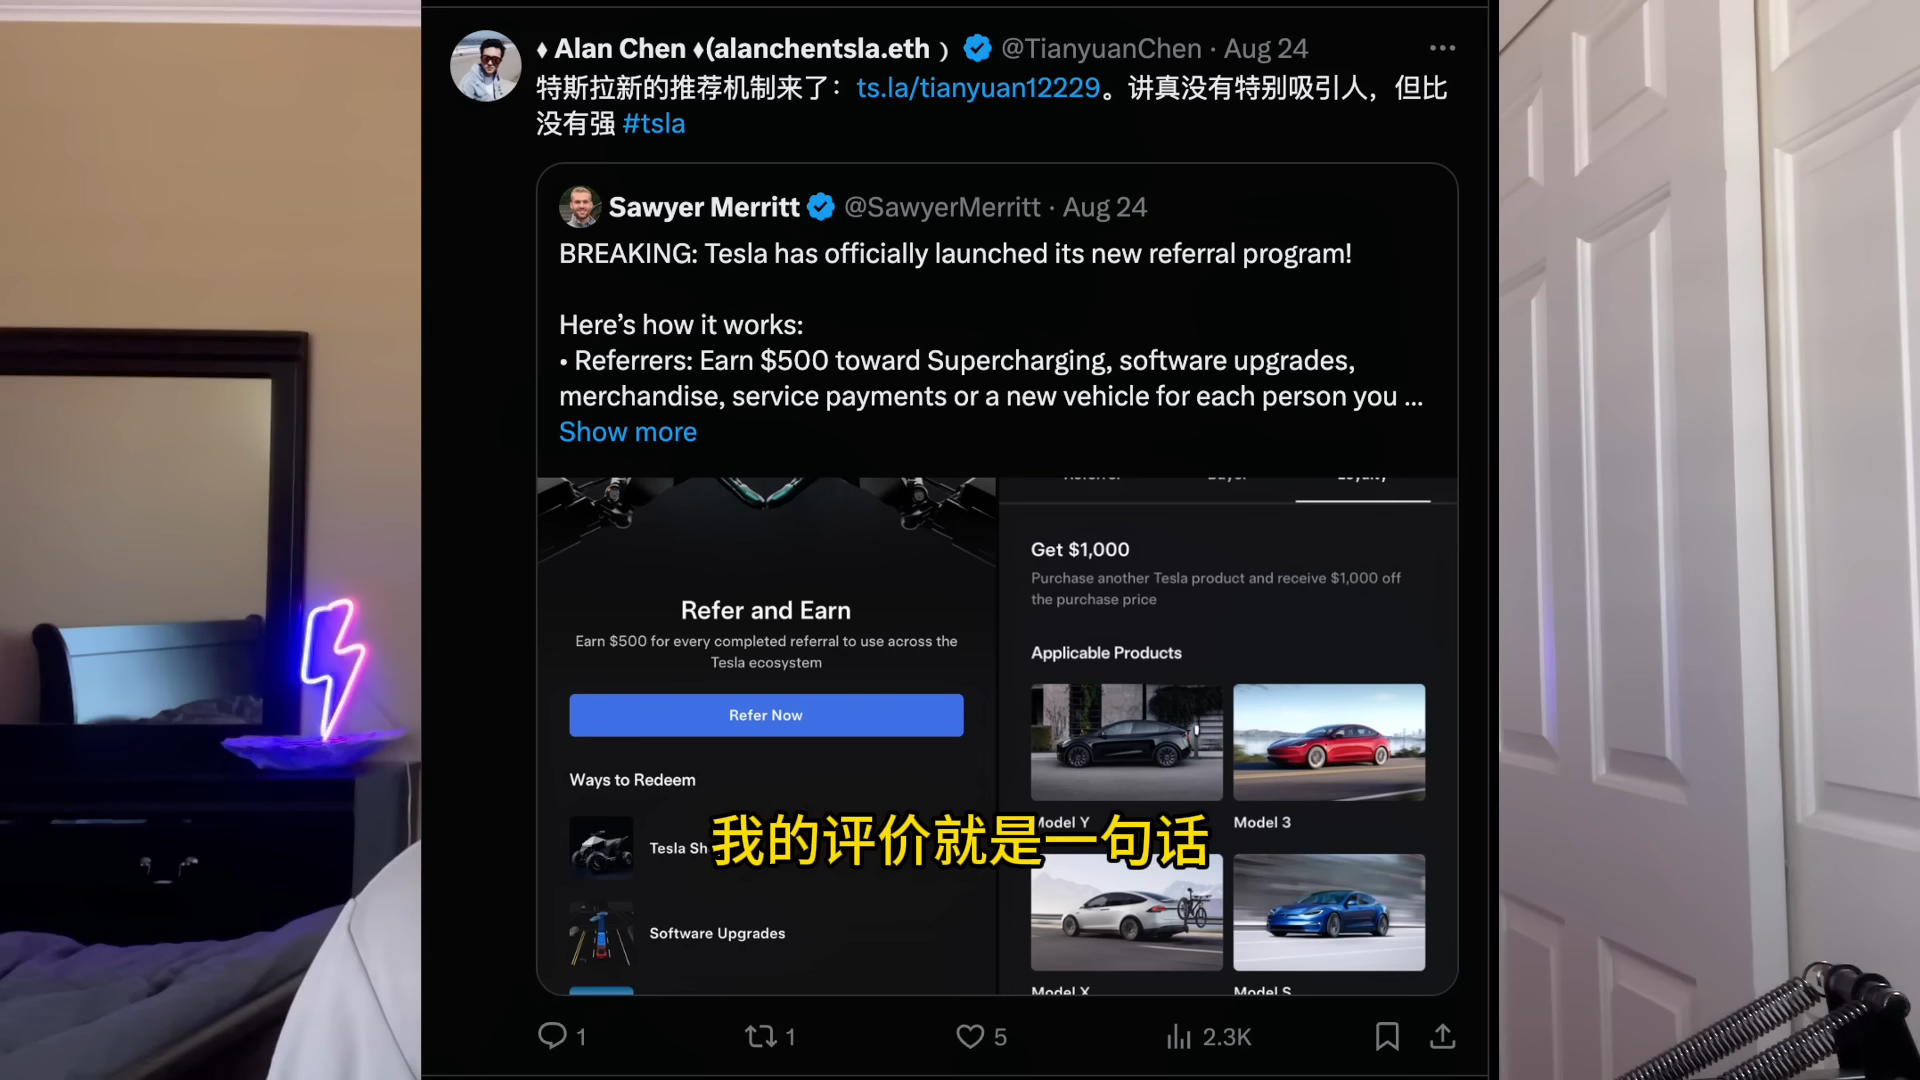 ♦ Alan Chen ♦(alanchentsla.eth ) @TianyuanChen · Aug 24
特斯拉新的推荐机制来了：ts.la/tianyuan12229。讲真没有特别吸引人，但比
没有强 #tsla
Sawyer Merritt @SawyerMerritt · Aug 24
BREAKING: Tesla has officially launched its new referral program!
Here’s how it works:
• Referrers: Earn $500 toward Supercharging, software upgrades,
merchandise, service payments or a new vehicle for each person you ...
Show more
Refer and Earn
Earn $500 for every completed referral to use across the
Tesla ecosystem
Refer Now
Ways to Redeem
Tesla Sh
Software Upgrades
Loyalty
Get $1,000
Purchase another Tesla product and receive $1,000 off
the purchase price
Applicable Products
Model Y
Model 3
Model X
Model S
我的评价就是一句话
1
1
5
2.3K